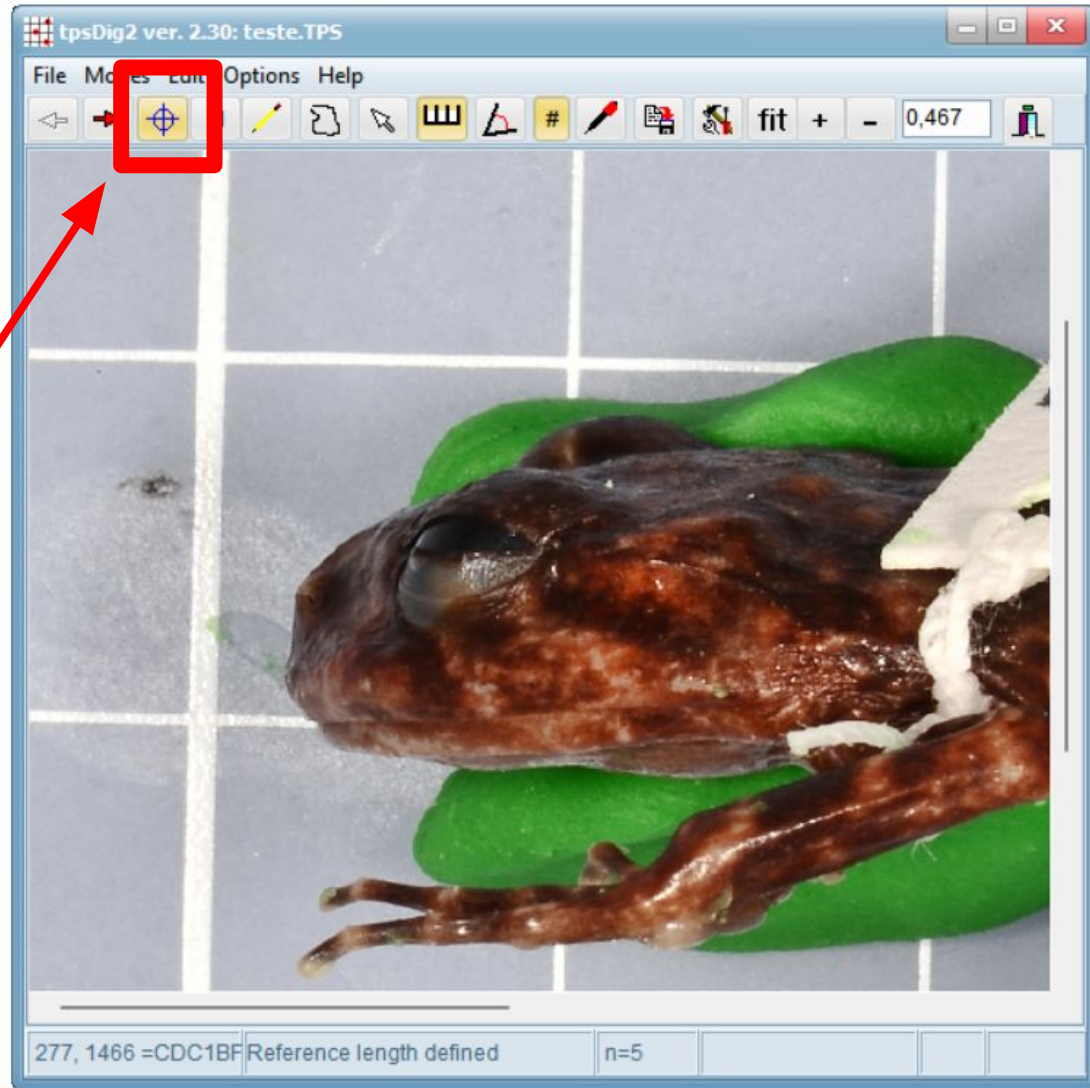 tpsDig2 ver. 2.30: teste.TPS
File Options Help
# fit + - 0,467
277, 1466 =CDC1BF Reference length defined n=5